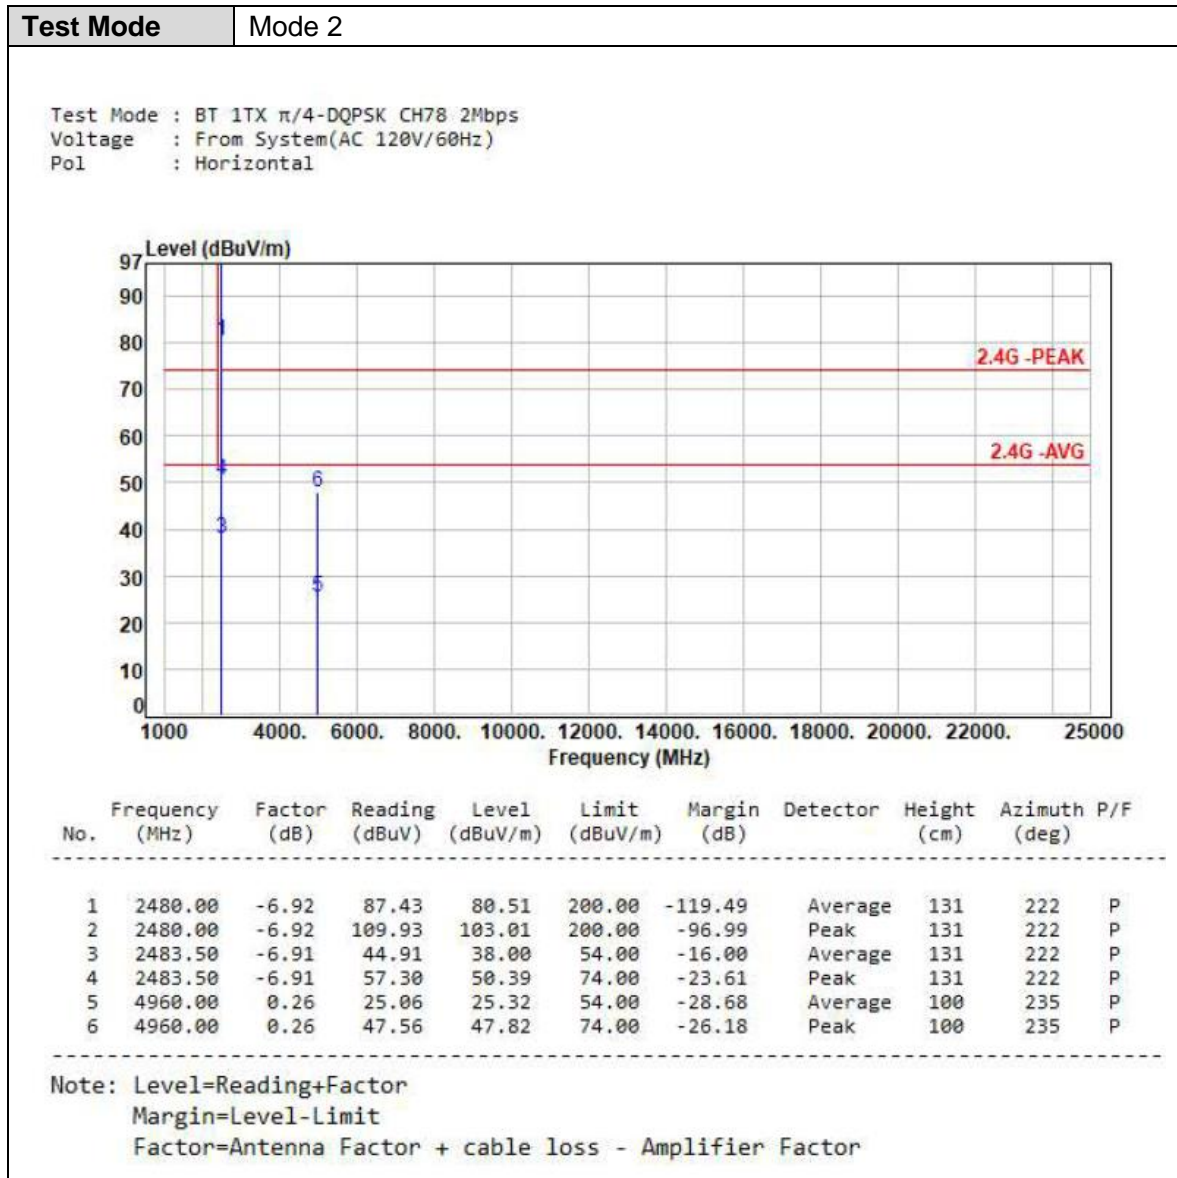 Test Mode Mode 2
Test Mode : BT 1TX π/4-DQPSK CH78 2Mbps
Voltage : From System(AC 120V/60Hz)
Pol : Horizontal
Level (dBuV/m)
97
90
1
80
2.4G -PEAK
70
60
2.4G -AVG
4
6
50
3
40
30
5
20
10
0
1000 4000. 6000. 8000. 10000. 12000. 14000. 16000. 18000. 20000. 22000. 25000
Frequency (MHz)
Frequency Factor Reading Level Limit Margin Detector Height Azimuth P/F
No. (MHz) (dB) (dBuV) (dBuV/m) (dBuV/m) (dB) (cm) (deg)
1 2480.00 -6.92 87.43 80.51 200.00 -119.49 Average 131 222 P
2 2480.00 -6.92 109.93 103.01 200.00 -96.99 Peak 131 222 P
3 2483.50 -6.91 44.91 38.00 54.00 -16.00 Average 131 222 P
4 2483.50 -6.91 57.30 50.39 74.00 -23.61 Peak 131 222 P
5 4960.00 0.26 25.06 25.32 54.00 -28.68 Average 100 235 P
6 4960.00 0.26 47.56 47.82 74.00 -26.18 Peak 100 235 P
Note: Level=Reading+Factor
Margin=Level-Limit
Factor=Antenna Factor + cable loss - Amplifier Factor